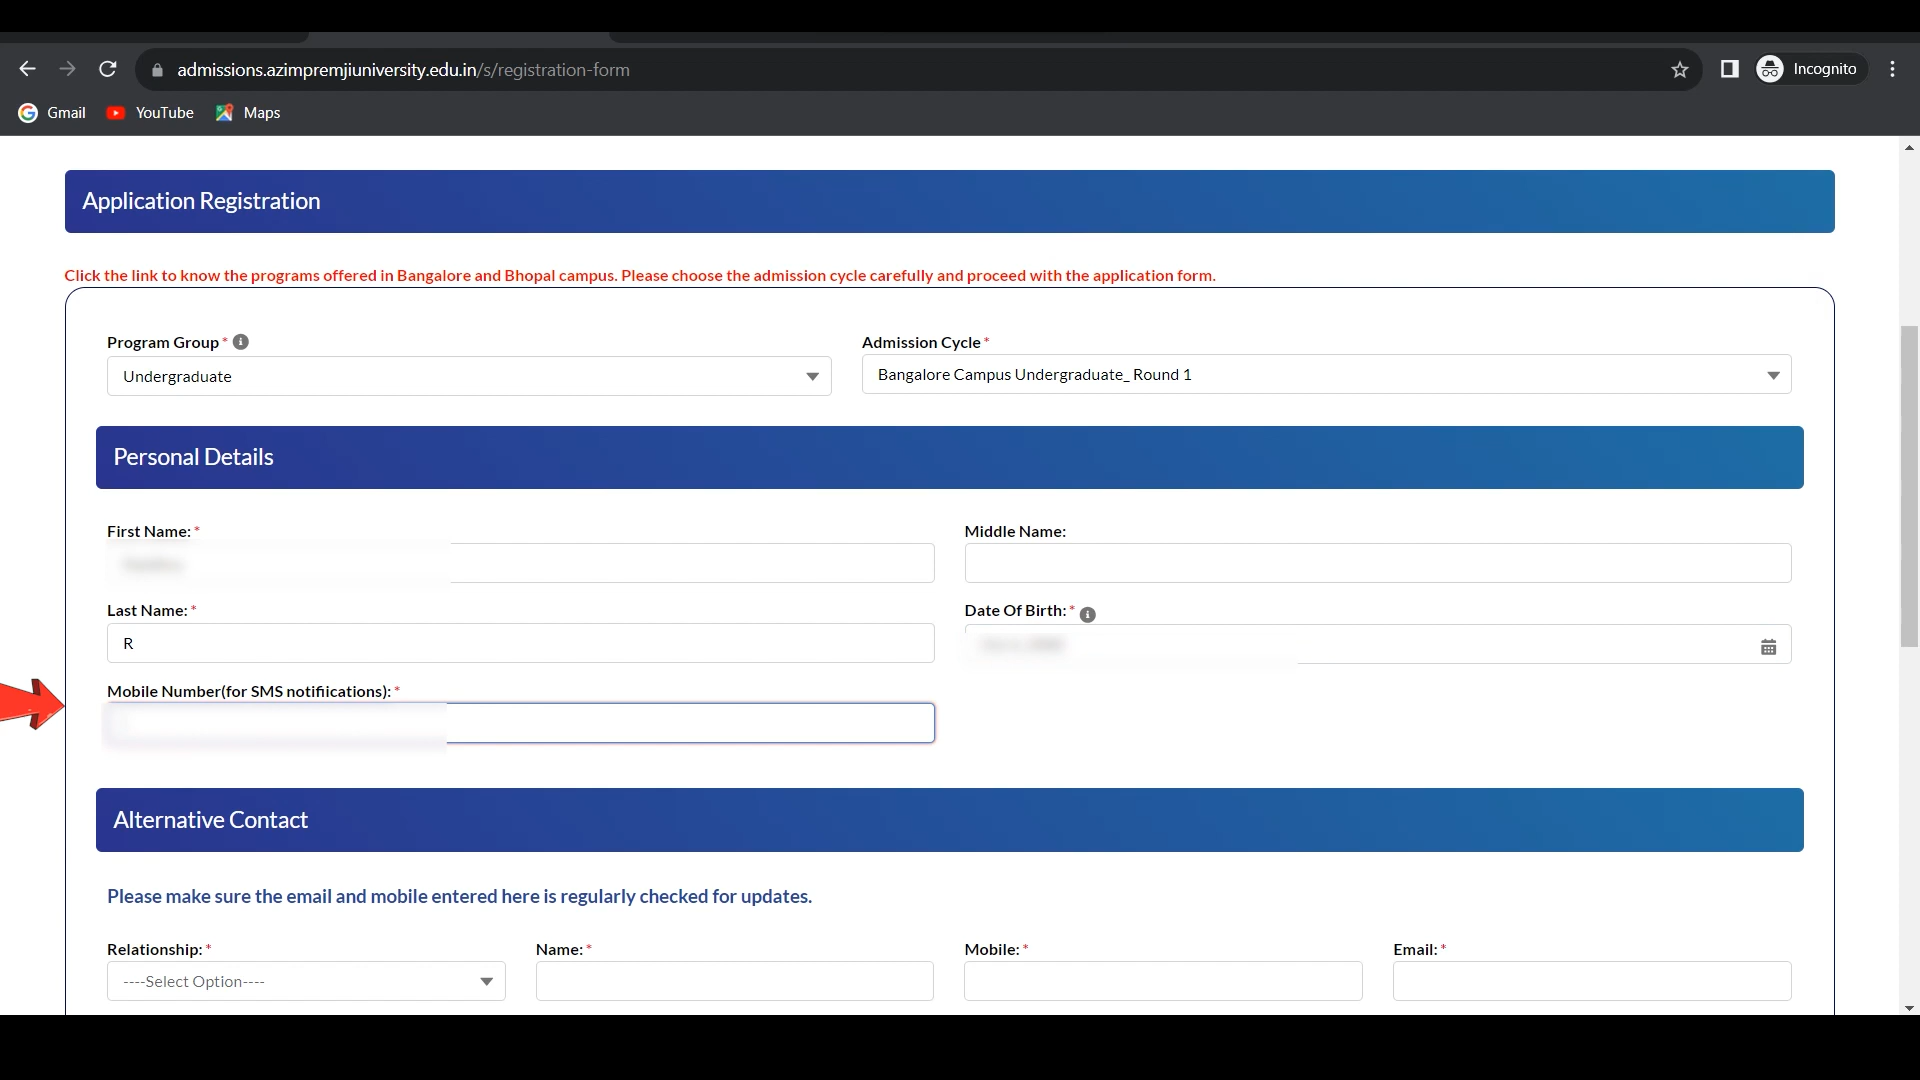 admissions.azimpremjiuniversity.edu.in/s/registration-form
Incognito
Gmail YouTube Maps
Application Registration
Click the link to know the programs offered in Bangalore and Bhopal campus. Please choose the admission cycle carefully and proceed with the application form.
Program Group * Admission Cycle *
Undergraduate Bangalore Campus Undergraduate_ Round 1
Personal Details
First Name: * Middle Name:
Last Name: * Date Of Birth: *
R
Mobile Number(for SMS notifiications): *
Alternative Contact
Please make sure the email and mobile entered here is regularly checked for updates.
Relationship: * Name: * Mobile: * Email: *
----Select Option----